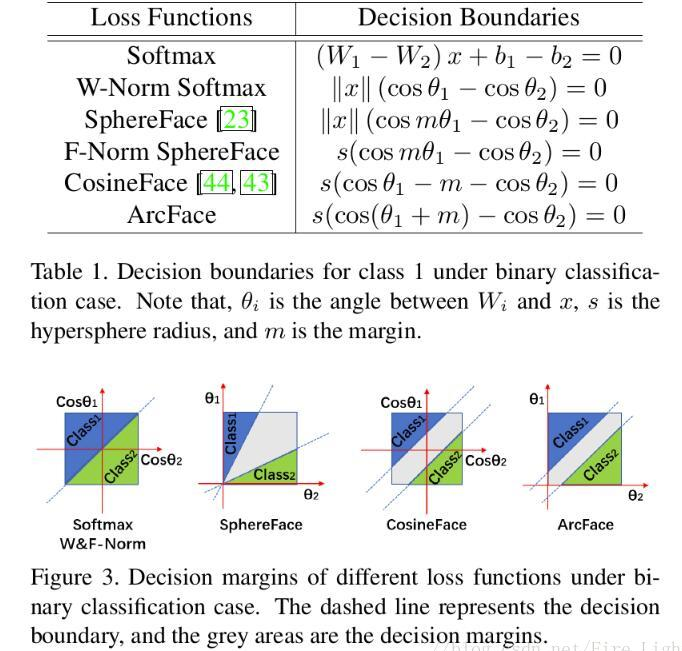 Loss Functions Decision Boundaries
Softmax (W₁ − W₂) x + b₁ − b₂ = 0
W-Norm Softmax ‖x‖ (cos θ₁ − cos θ₂) = 0
SphereFace [23] ‖x‖ (cos mθ₁ − cos θ₂) = 0
F-Norm SphereFace s(cos mθ₁ − cos θ₂) = 0
CosineFace [44, 43] s(cos θ₁ − m − cos θ₂) = 0
ArcFace s(cos(θ₁ + m) − cos θ₂) = 0
Table 1. Decision boundaries for class 1 under binary classifica-
tion case. Note that, θᵢ is the angle between Wᵢ and x, s is the
hypersphere radius, and m is the margin.
Cosθ₁
Class1
Class2
Cosθ₂
Softmax
W&F-Norm
θ₁
Class1
Class2
θ₂
SphereFace
Cosθ₁
Class1
Class2
Cosθ₂
CosineFace
θ₁
Class1
Class2
θ₂
ArcFace
Figure 3. Decision margins of different loss functions under bi-
nary classification case. The dashed line represents the decision
boundary, and the grey areas are the decision margins.